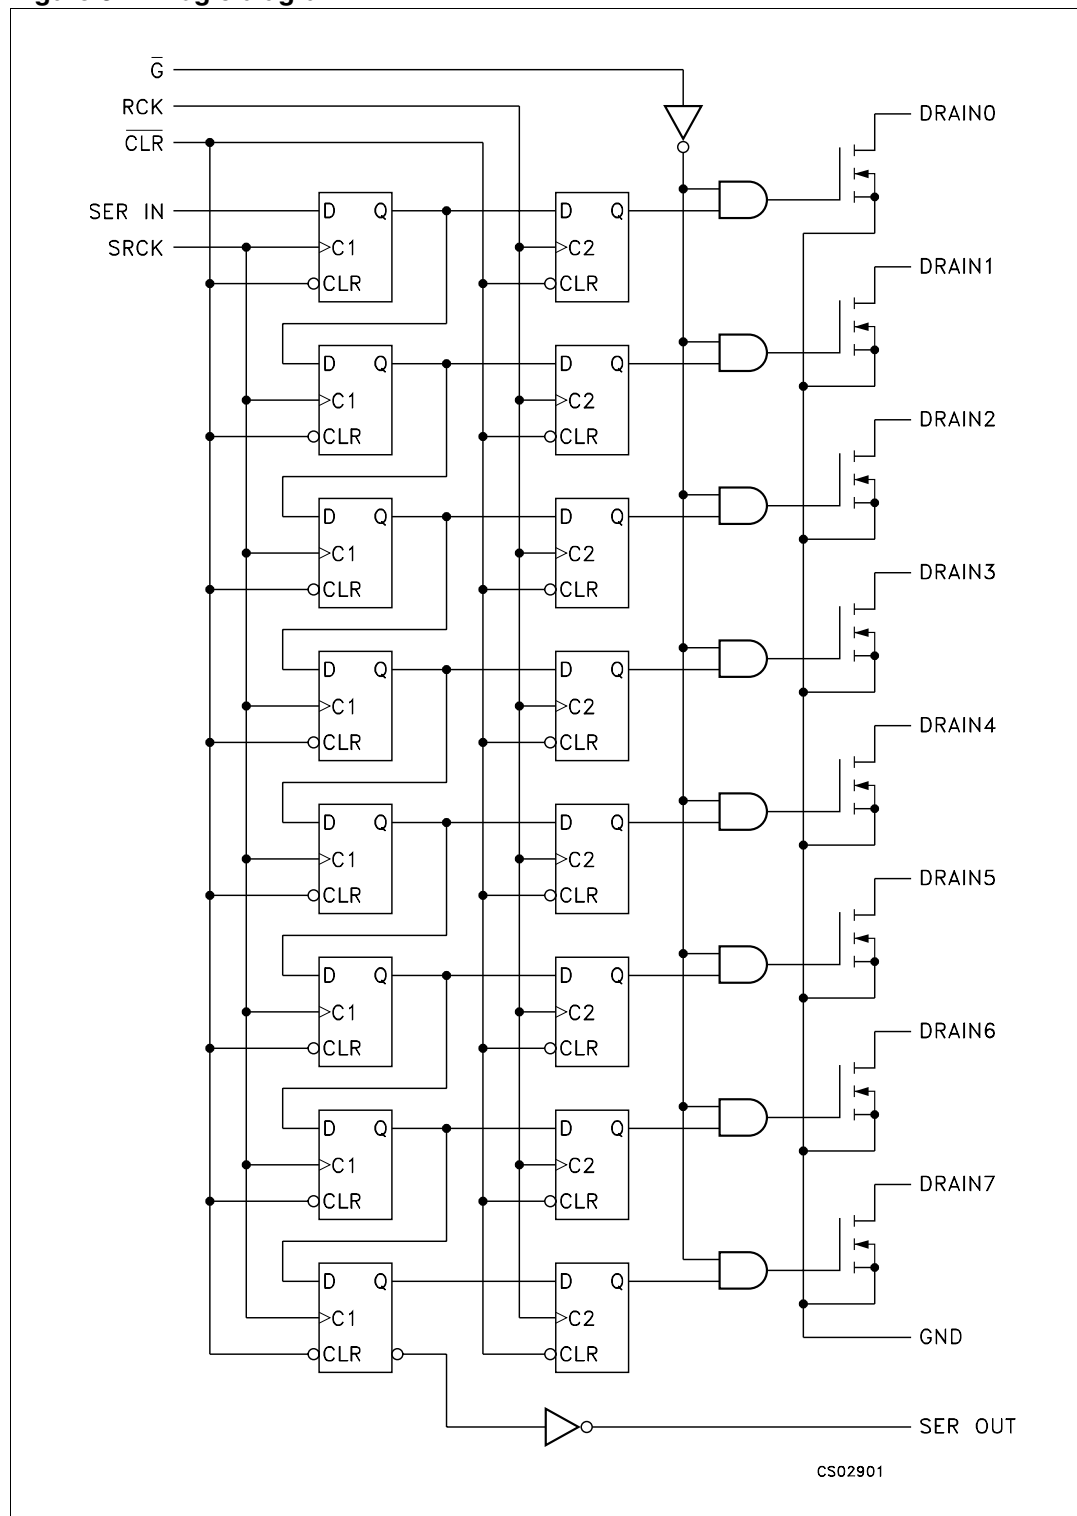 G
RCK
CLR
DRAIN0
SER IN
D Q D Q
SRCK
C1 C2
CLR CLR
DRAIN1
D Q D Q
C1 C2
CLR CLR
DRAIN2
D Q D Q
C1 C2
CLR CLR
DRAIN3
D Q D Q
C1 C2
CLR CLR
DRAIN4
D Q D Q
C1 C2
CLR CLR
DRAIN5
D Q D Q
C1 C2
CLR CLR
DRAIN6
D Q D Q
C1 C2
CLR CLR
DRAIN7
D Q D Q
C1 C2
GND
CLR CLR
SER OUT
CS02901